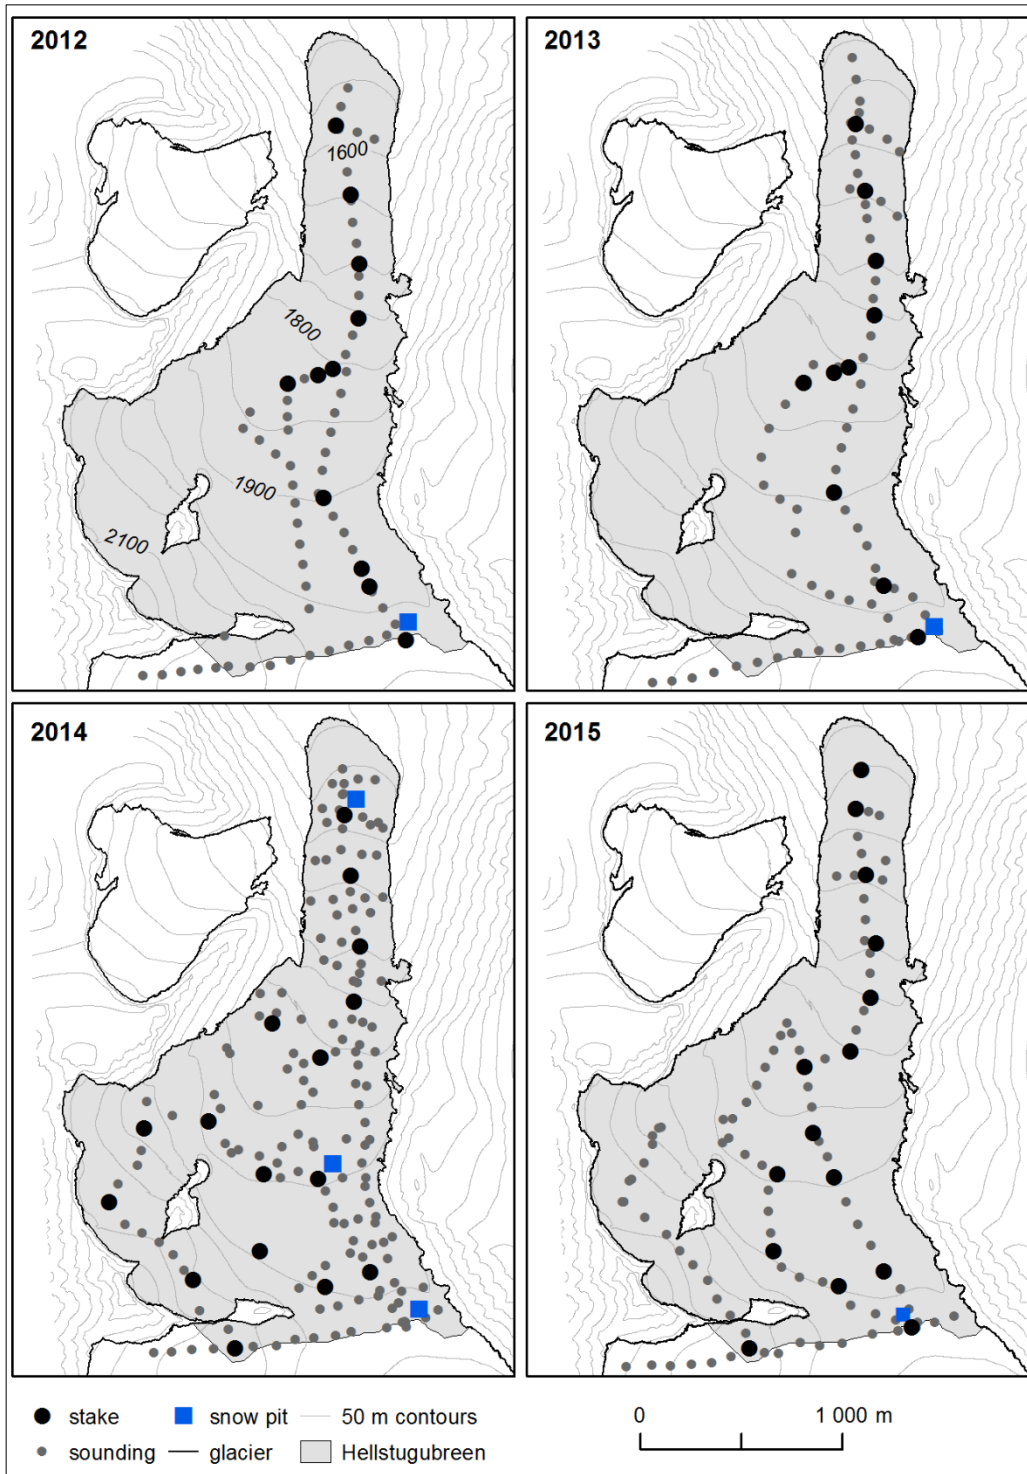 2012
2013
1600
1800
1900
2100
2014
2015
stake
snow pit
50 m contours
0
1 000 m
sounding
glacier
Hellstugubreen